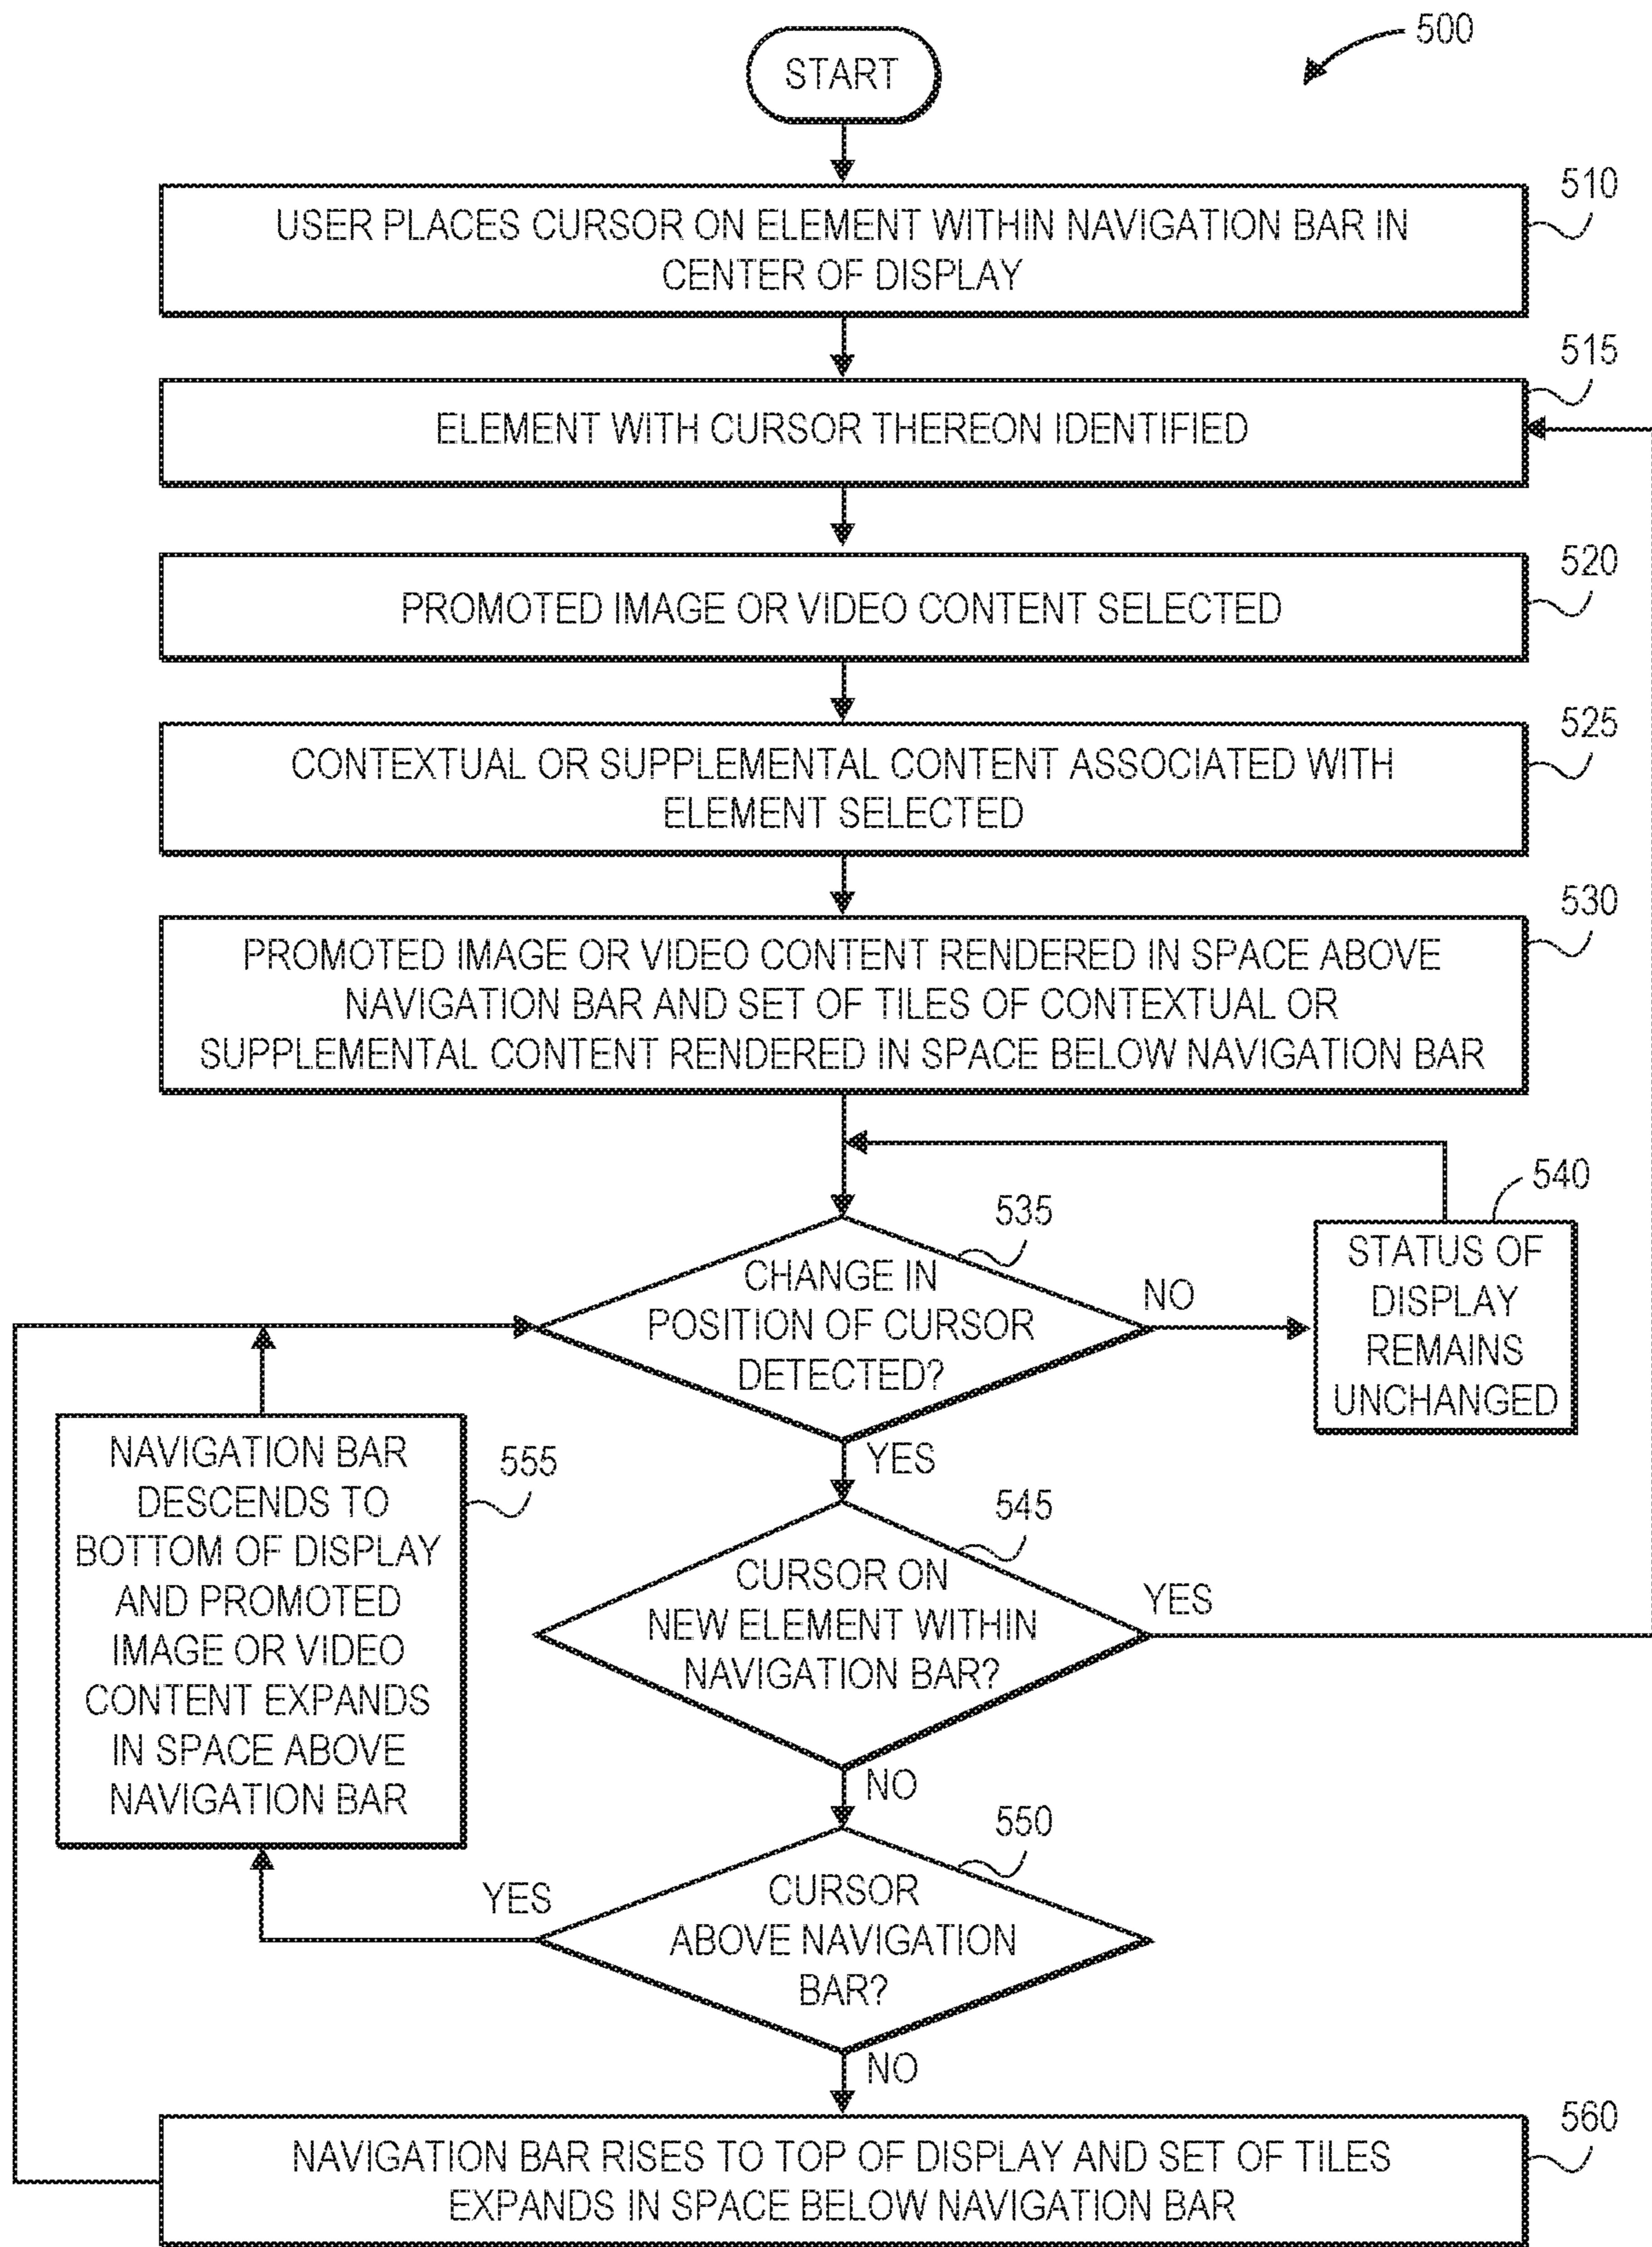 500
START
510
USER PLACES CURSOR ON ELEMENT WITHIN NAVIGATION BAR IN
CENTER OF DISPLAY
515
ELEMENT WITH CURSOR THEREON IDENTIFIED
520
PROMOTED IMAGE OR VIDEO CONTENT SELECTED
525
CONTEXTUAL OR SUPPLEMENTAL CONTENT ASSOCIATED WITH
ELEMENT SELECTED
530
PROMOTED IMAGE OR VIDEO CONTENT RENDERED IN SPACE ABOVE
NAVIGATION BAR AND SET OF TILES OF CONTEXTUAL OR
SUPPLEMENTAL CONTENT RENDERED IN SPACE BELOW NAVIGATION BAR
535
CHANGE IN
POSITION OF CURSOR
DETECTED?
NO
540
STATUS OF
DISPLAY
REMAINS
UNCHANGED
YES
545
CURSOR ON
NEW ELEMENT WITHIN
NAVIGATION BAR?
YES
NO
550
CURSOR
ABOVE NAVIGATION
BAR?
YES
555
NAVIGATION BAR
DESCENDS TO
BOTTOM OF DISPLAY
AND PROMOTED
IMAGE OR VIDEO
CONTENT EXPANDS
IN SPACE ABOVE
NAVIGATION BAR
NO
560
NAVIGATION BAR RISES TO TOP OF DISPLAY AND SET OF TILES
EXPANDS IN SPACE BELOW NAVIGATION BAR